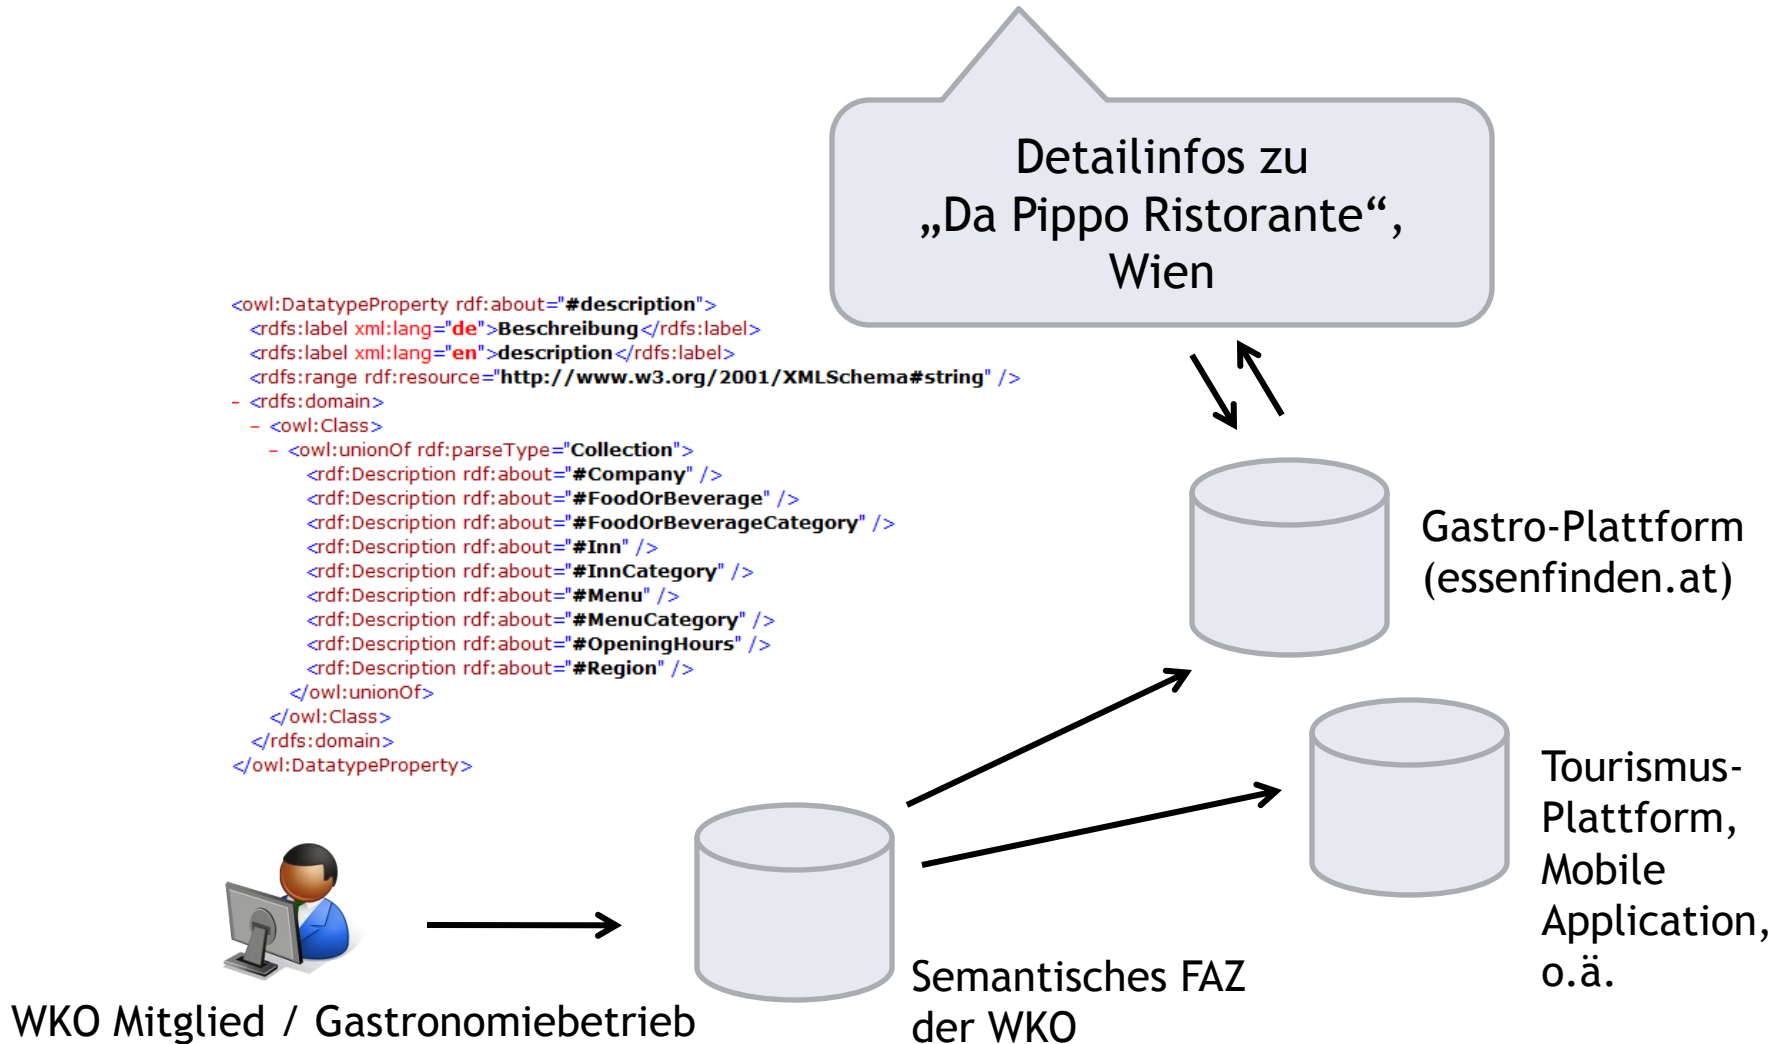 Detailinfos zu
„Da Pippo Ristorante“,
Wien
<owl:DatatypeProperty rdf:about="#description">
<rdfs:label xml:lang="de">Beschreibung</rdfs:label>
<rdfs:label xml:lang="en">description</rdfs:label>
<rdfs:range rdf:resource="http://www.w3.org/2001/XMLSchema#string" />
- <rdfs:domain>
- <owl:Class>
- <owl:unionOf rdf:parseType="Collection">
<rdf:Description rdf:about="#Company" />
<rdf:Description rdf:about="#FoodOrBeverage" />
<rdf:Description rdf:about="#FoodOrBeverageCategory" />
<rdf:Description rdf:about="#Inn" />
<rdf:Description rdf:about="#InnCategory" />
<rdf:Description rdf:about="#Menu" />
<rdf:Description rdf:about="#MenuCategory" />
<rdf:Description rdf:about="#OpeningHours" />
<rdf:Description rdf:about="#Region" />
</owl:unionOf>
</owl:Class>
</rdfs:domain>
</owl:DatatypeProperty>
Gastro-Plattform
(essenfinden.at)
Tourismus-
Plattform,
Mobile
Application,
o.ä.
Semantisches FAZ
der WKO
WKO Mitglied / Gastronomiebetrieb